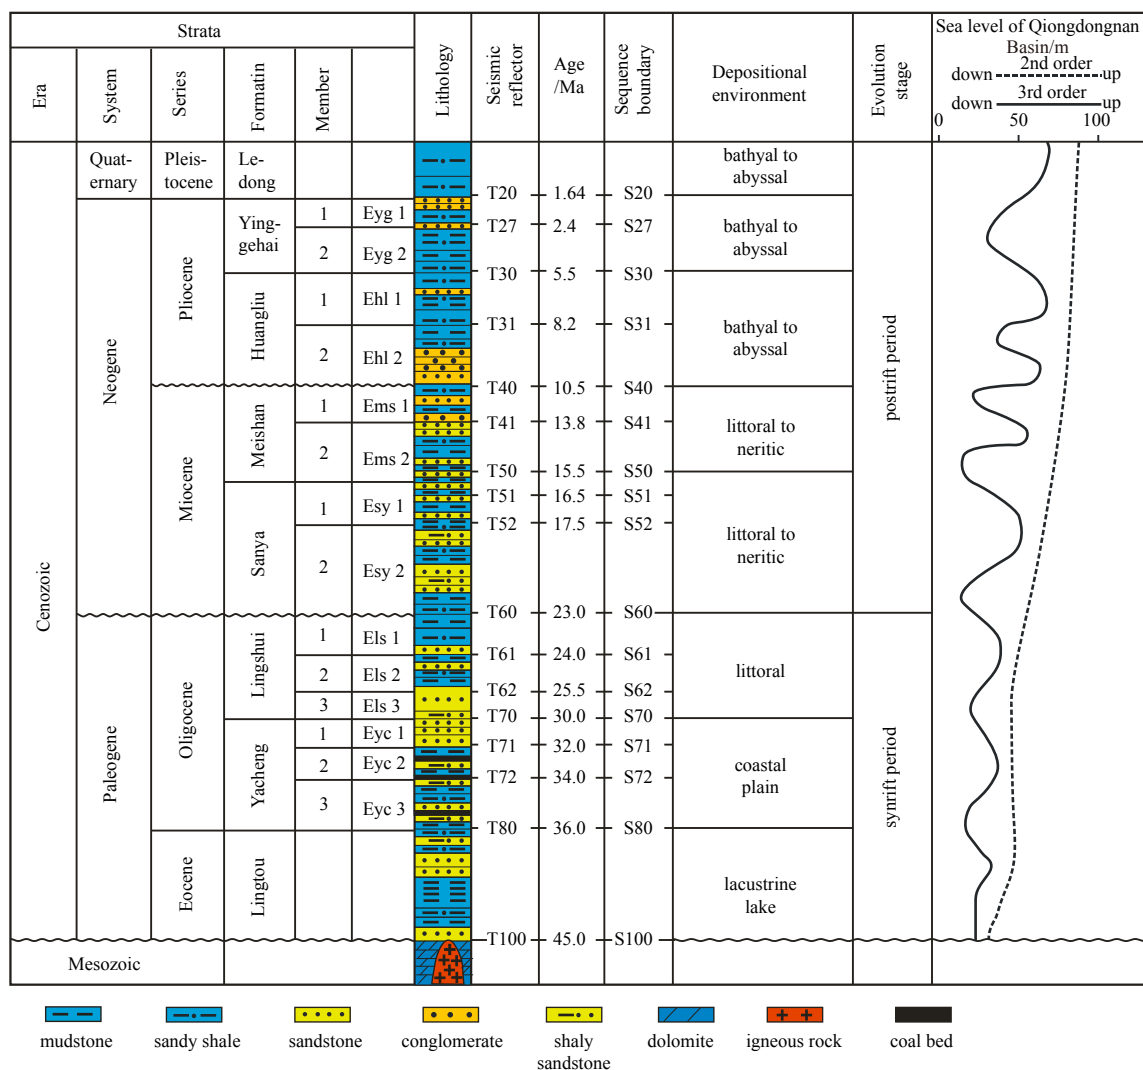 Strata
Era
System
Series
Formatin
Member
Lithology
Seismic
reflector
Age
/Ma
Sequence
boundary
Depositional
environment
Evolution
stage
Sea level of Qiongdongnan
Basin/m
2nd order
down up
3rd order
down up
0 50 100
Cenozoic
Quat-
ernary
Neogene
Paleogene
Pleis-
tocene
Pliocene
Miocene
Oligocene
Eocene
Le-
dong
Ying-
gehai
Huangliu
Meishan
Sanya
Lingshui
Yacheng
Lingtou
1 Eyg 1
2 Eyg 2
1 Ehl 1
2 Ehl 2
1 Ems 1
2 Ems 2
1 Esy 1
2 Esy 2
1 Els 1
2 Els 2
3 Els 3
1 Eyc 1
2 Eyc 2
3 Eyc 3
T20 1.64 S20
T27 2.4 S27
T30 5.5 S30
T31 8.2 S31
T40 10.5 S40
T41 13.8 S41
T50 15.5 S50
T51 16.5 S51
T52 17.5 S52
T60 23.0 S60
T61 24.0 S61
T62 25.5 S62
T70 30.0 S70
T71 32.0 S71
T72 34.0 S72
T80 36.0 S80
T100 45.0 S100
bathyal to
abyssal
bathyal to
abyssal
bathyal to
abyssal
littoral to
neritic
littoral to
neritic
littoral
coastal
plain
lacustrine
lake
postrift period
synrift period
Mesozoic
mudstone
sandy shale
sandstone
conglomerate
shaly
sandstone
dolomite
igneous rock
coal bed